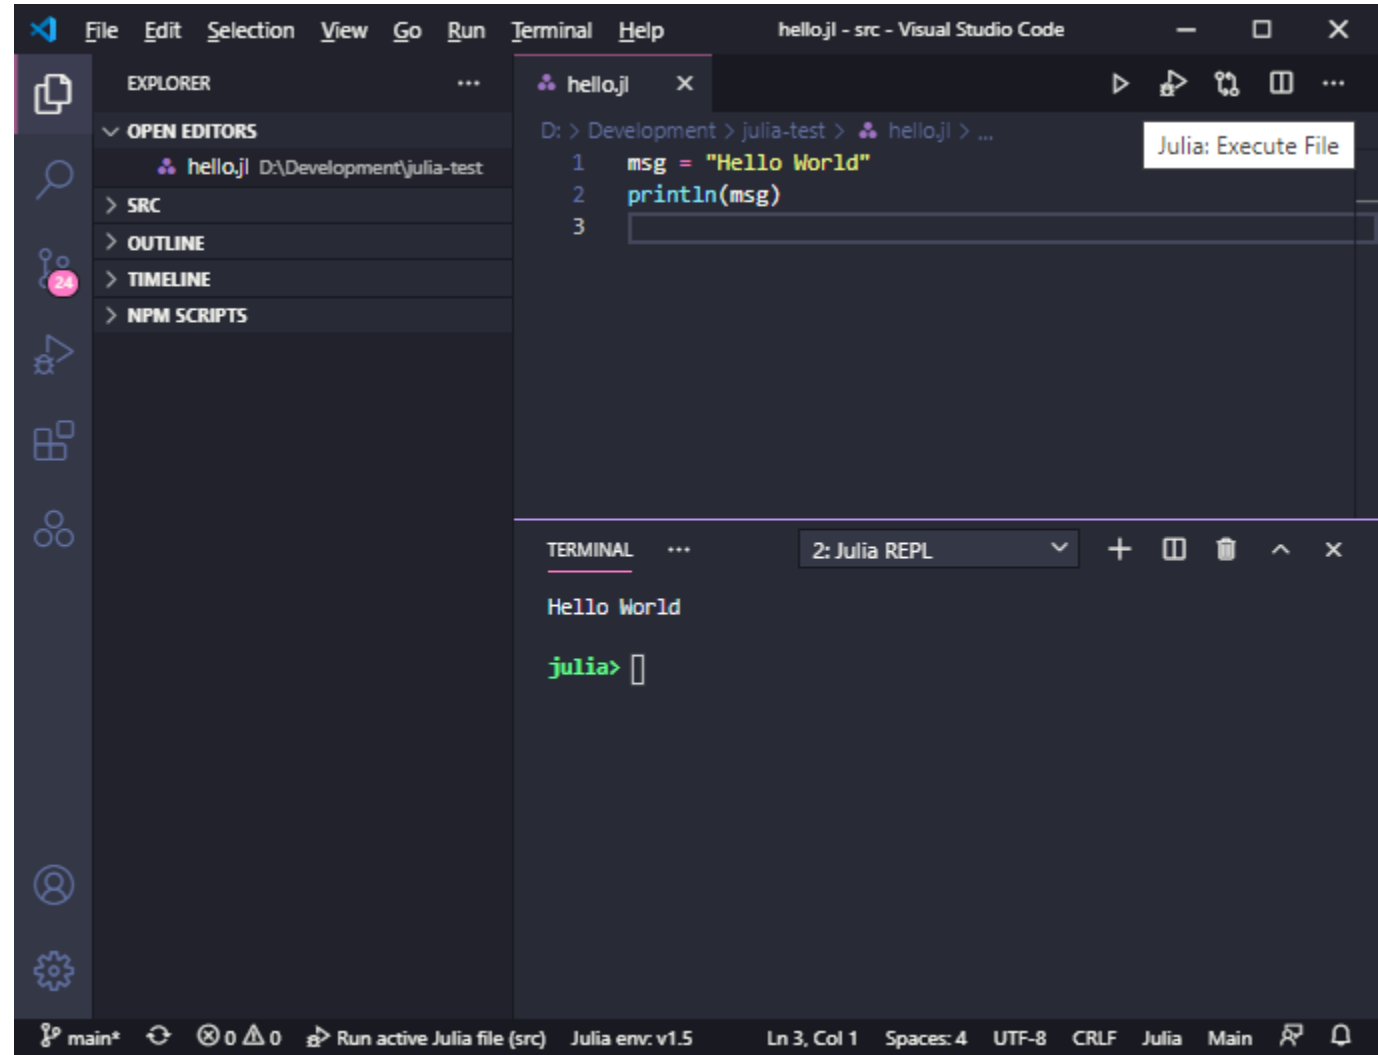 File Edit Selection View Go Run Terminal Help hello.jl - src - Visual Studio Code
EXPLORER ···
hello.jl
OPEN EDITORS
hello.jl D:\Development\julia-test
SRC
OUTLINE
TIMELINE
NPM SCRIPTS
24
D: > Development > julia-test > hello.jl > ...
Julia: Execute File
1 msg = "Hello World"
2 println(msg)
3
TERMINAL ··· 2: Julia REPL
Hello World
julia>
main* 0 0 Run active Julia file (src) Julia env: v1.5 Ln 3, Col 1 Spaces: 4 UTF-8 CRLF Julia Main